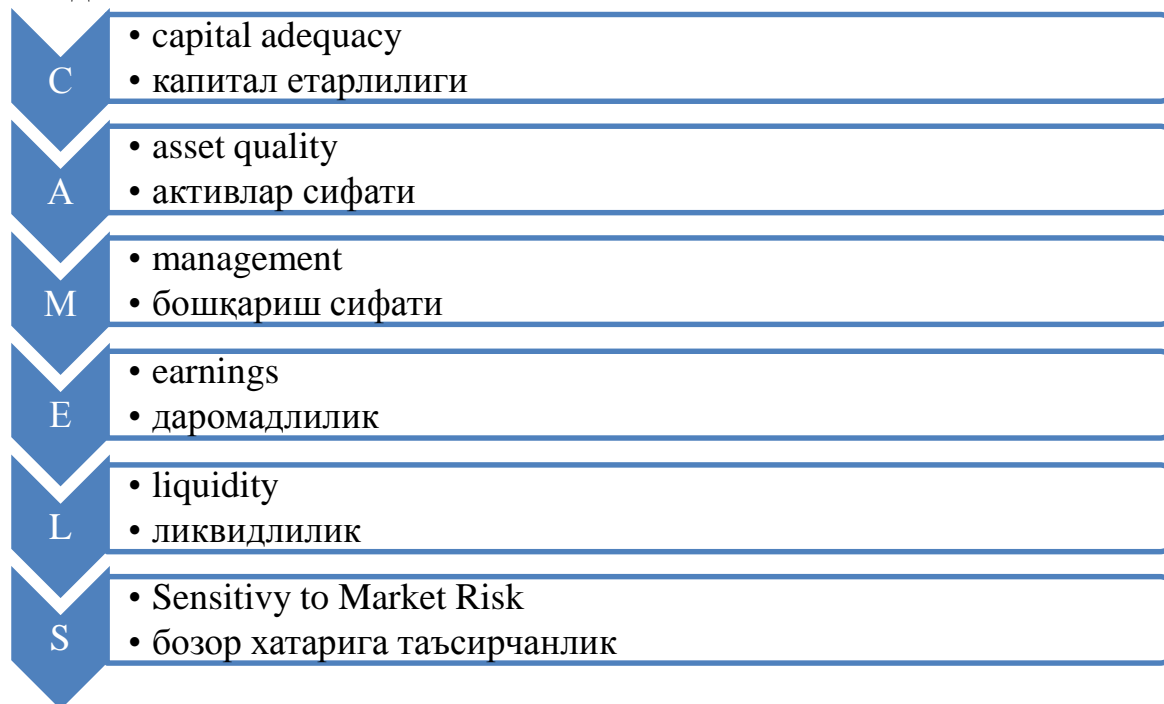 C
• capital adequacy
• капитал етарлилиги
A
• asset quality
• активлар сифати
M
• management
• бошқариш сифати
E
• earnings
• даромадлилик
L
• liquidity
• ликвидлилик
S
• Sensitivy to Market Risk
• бозор хатарига таъсирчанлик